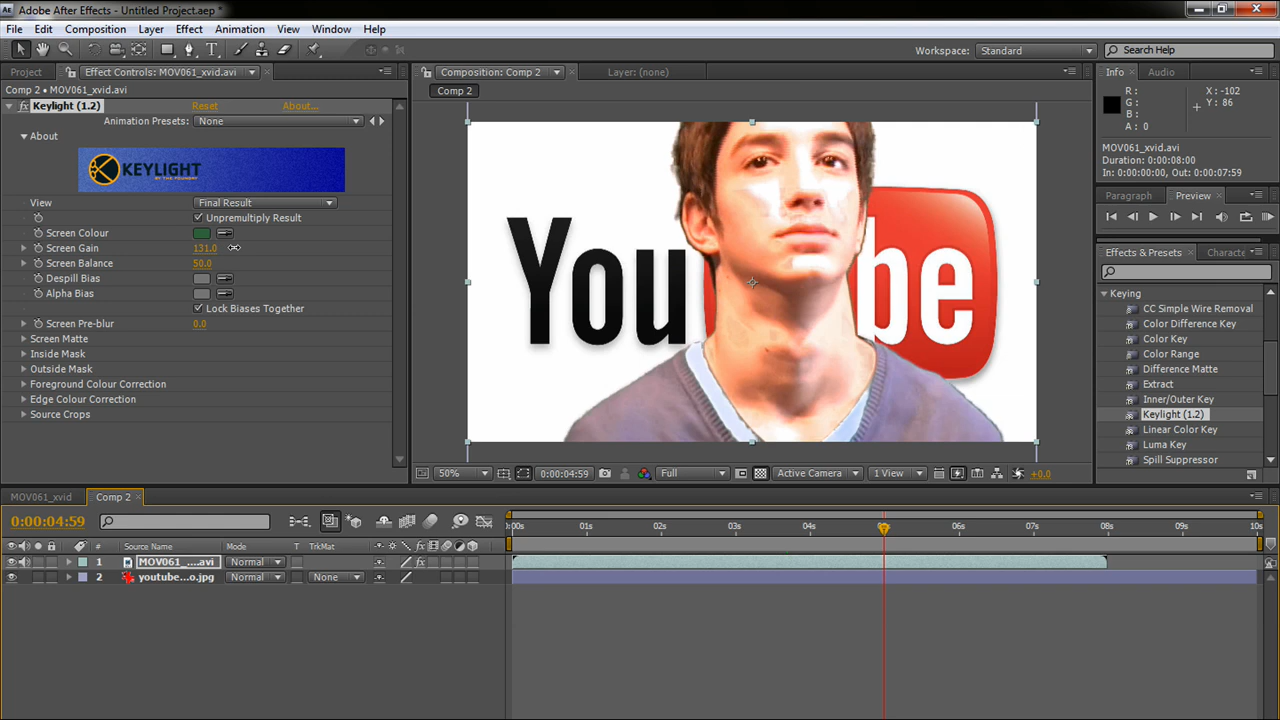 Adobe After Effects - Untitled Project.aep *
File Edit Composition Layer Effect Animation View Window Help
Workspace: Standard Search Help
Project Effect Controls: MOV061_xvid.avi Composition: Comp 2 Layer: (none) Info Audio
Comp 2 • MOV061_xvid.avi
Comp 2
Keylight (1.2) Reset About...
Animation Presets: None
About
KEYLIGHT
BY THE FOUNDRY
View Final Result
Unpremultiply Result
Screen Colour
Screen Gain 131.0
Screen Balance 50.0
Despill Bias
Alpha Bias
Lock Biases Together
Screen Pre-blur 0.0
Screen Matte
Inside Mask
Outside Mask
Foreground Colour Correction
Edge Colour Correction
Source Crops
You be
50% 0:00:04:59 Full Active Camera 1 View +0.0
R : X : -102
G : Y : 86
B :
A : 0
MOV061_xvid.avi
Duration: 0:00:08:00
In: 0:00:00:00, Out: 0:00:07:59
Paragraph Preview
Effects & Presets Characte
Keying
CC Simple Wire Removal
Color Difference Key
Color Key
Color Range
Difference Matte
Extract
Inner/Outer Key
Keylight (1.2)
Linear Color Key
Luma Key
Spill Suppressor
MOV061_xvid Comp 2
0:00:04:59
:00s 01s 02s 03s 04s 06s 07s 08s 09s 10s
# Source Name Mode T TrkMat
1 MOV061_....avi Normal
2 youtube...o.jpg Normal None